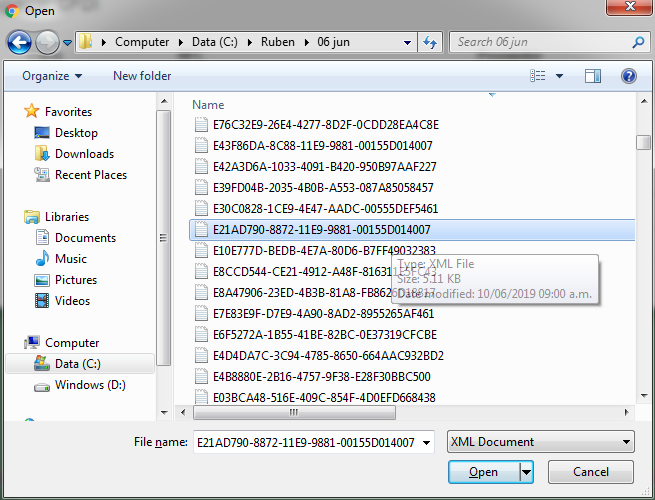 Open
Computer Data (C:) Ruben 06 jun
Search 06 jun
Organize New folder
Favorites
Desktop
Downloads
Recent Places
Libraries
Documents
Music
Pictures
Videos
Computer
Data (C:)
Windows (D:)
Name
E76C32E9-26E4-4277-8D2F-0CDD28EA4C8E
E43F86DA-8C88-11E9-9881-00155D014007
E42A3D6A-1033-4091-B420-950B97AAF227
E39FD04B-2035-4B0B-A553-087A85058457
E30C0828-1CE9-4E47-AADC-00555DEF5461
E21AD790-8872-11E9-9881-00155D014007
E10E777D-BEDB-4E7A-80D6-B7FF49032383
E8CCD544-CE21-4912-A48F-816311E5FC43
E8A47906-23ED-4B3B-81A8-FB8626D18817
E7E83E9F-D7E9-4A90-8AD2-8955265AF461
E6F5272A-1B55-41BE-82BC-0E37319CFCBE
E4D4DA7C-3C94-4785-8650-664AAC932BD2
E4B8880E-2B16-4757-9F38-E28F30BBC500
E03BCA48-516E-409C-854F-4D0EFD668438
Type: XML File
Size: 5.11 KB
Date modified: 10/06/2019 09:00 a.m.
File name: E21AD790-8872-11E9-9881-00155D014007
XML Document
Open Cancel